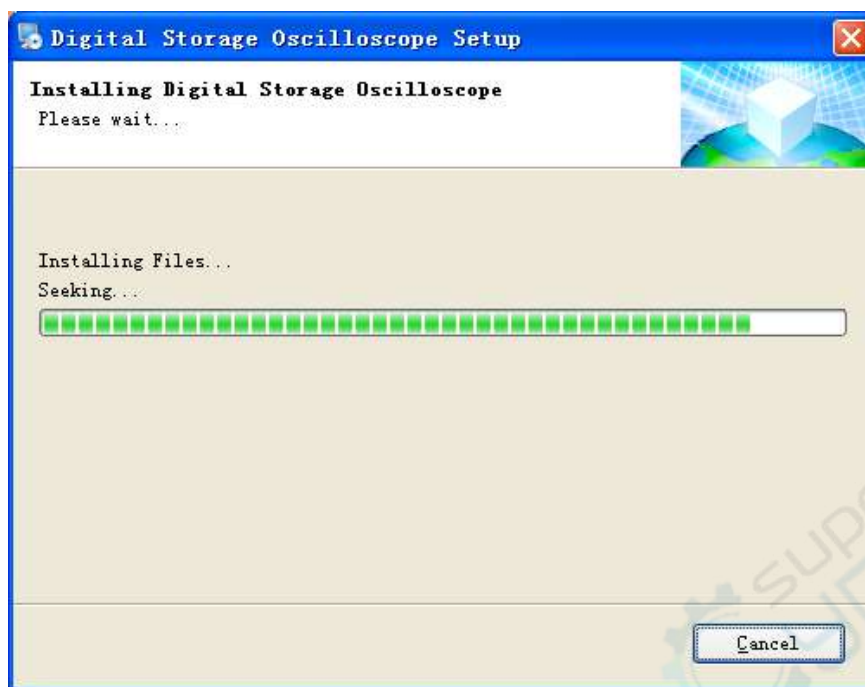 Digital Storage Oscilloscope Setup
Installing Digital Storage Oscilloscope
Please wait...
Installing Files...
Seeking...
Cancel